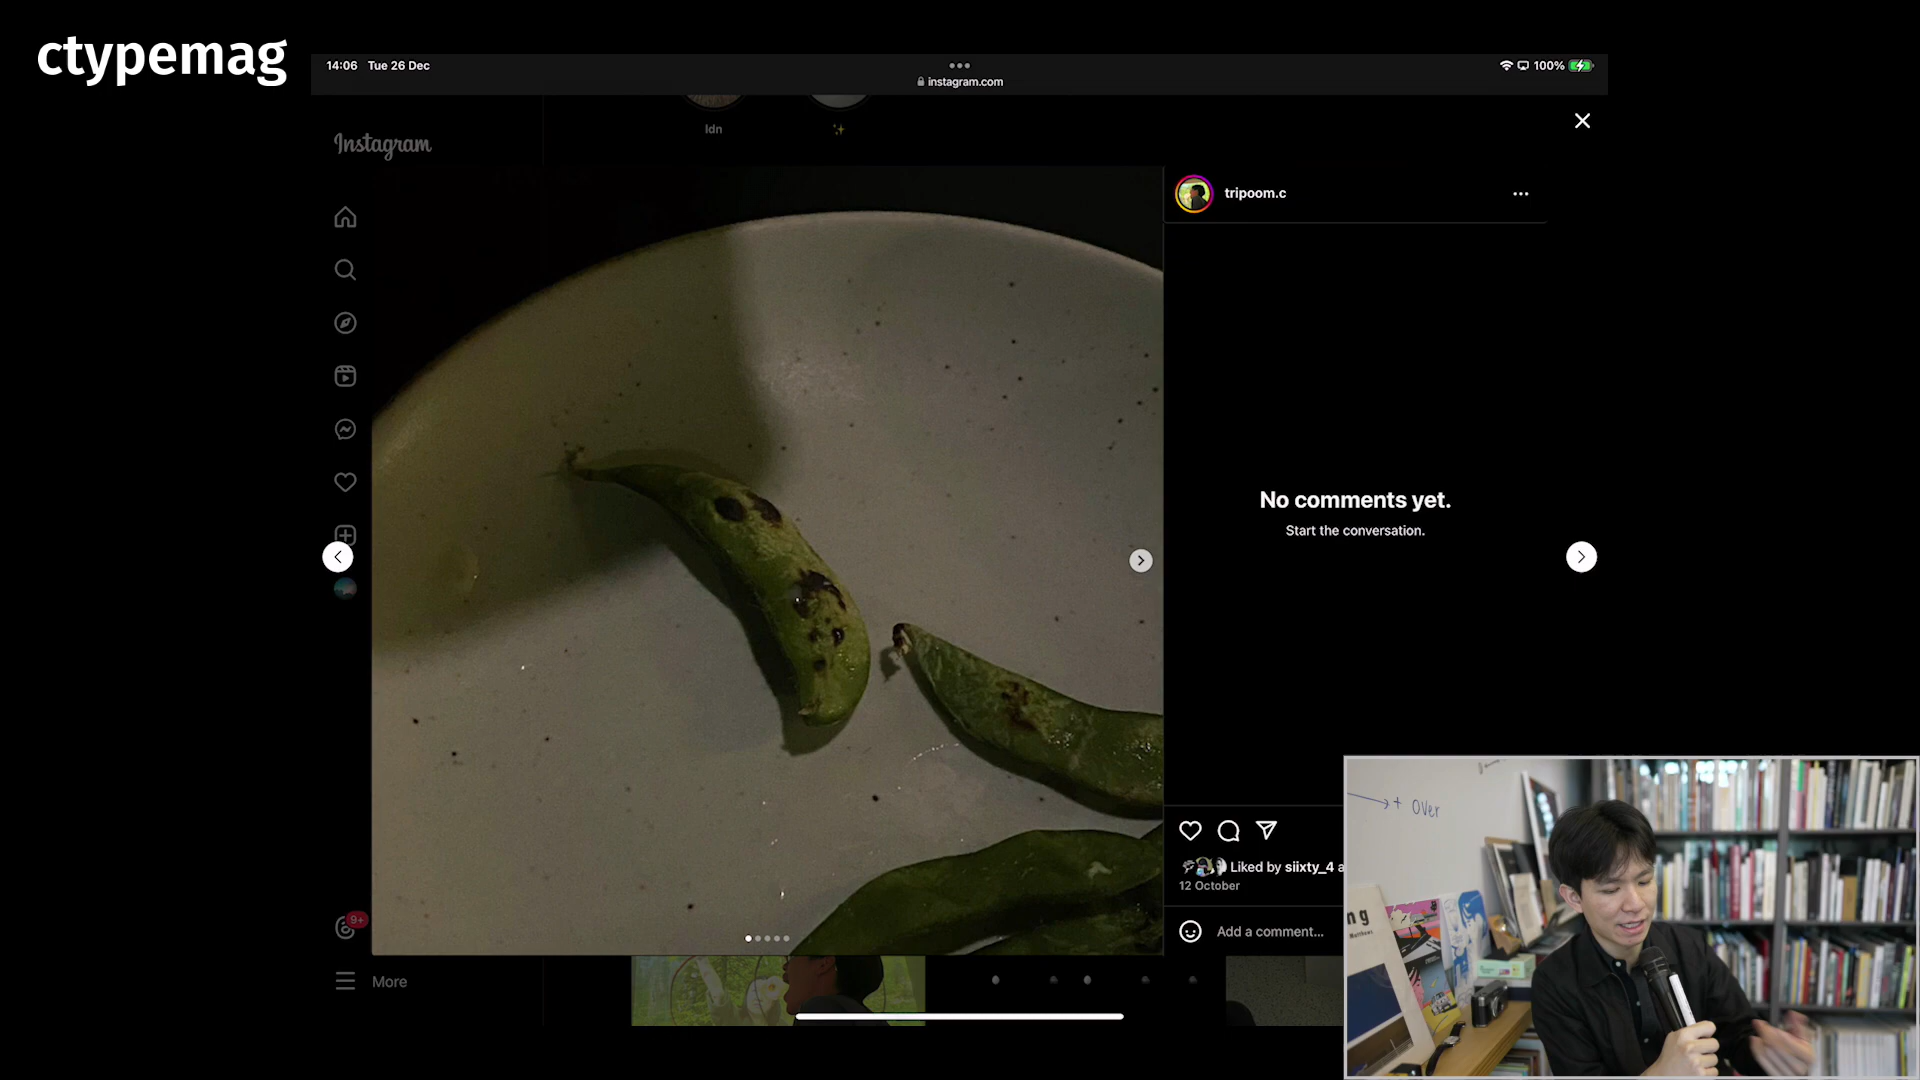 ctypemag
14:06 Tue 26 Dec
instagram.com
100%
ldn
Instagram
tripoom.c
No comments yet.
Start the conversation.
Liked by siixty_4 a
12 October
Add a comment...
9+
More
+ over
ng